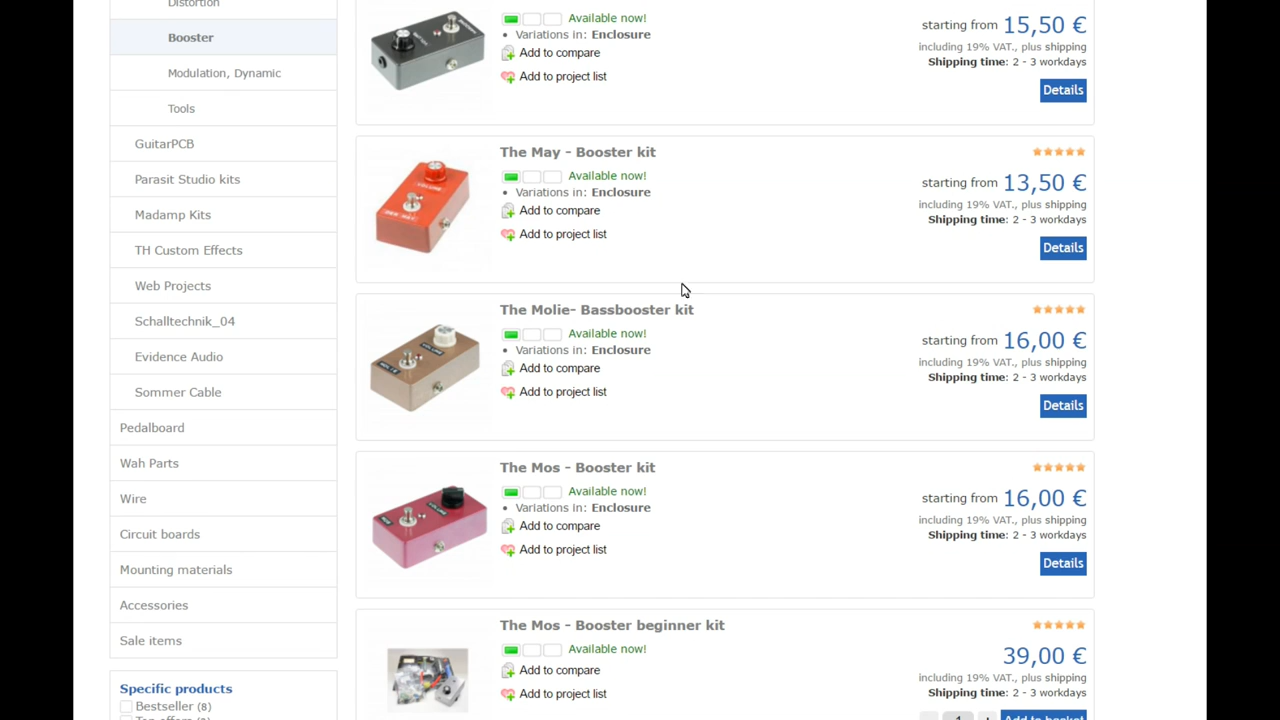 Distortion
Booster
Modulation, Dynamic
Tools
GuitarPCB
Parasit Studio kits
Madamp Kits
TH Custom Effects
Web Projects
Schalltechnik_04
Evidence Audio
Sommer Cable
Pedalboard
Wah Parts
Wire
Circuit boards
Mounting materials
Accessories
Sale items
Specific products
Bestseller (8)
Available now!
• Variations in: Enclosure
Add to compare
Add to project list
starting from 15,50 €
including 19% VAT., plus shipping
Shipping time: 2 - 3 workdays
Details
The May - Booster kit
Available now!
• Variations in: Enclosure
Add to compare
Add to project list
starting from 13,50 €
including 19% VAT., plus shipping
Shipping time: 2 - 3 workdays
Details
The Molie- Bassbooster kit
Available now!
• Variations in: Enclosure
Add to compare
Add to project list
starting from 16,00 €
including 19% VAT., plus shipping
Shipping time: 2 - 3 workdays
Details
The Mos - Booster kit
Available now!
• Variations in: Enclosure
Add to compare
Add to project list
starting from 16,00 €
including 19% VAT., plus shipping
Shipping time: 2 - 3 workdays
Details
The Mos - Booster beginner kit
Available now!
Add to compare
Add to project list
39,00 €
including 19% VAT., plus shipping
Shipping time: 2 - 3 workdays
1
Add to basket